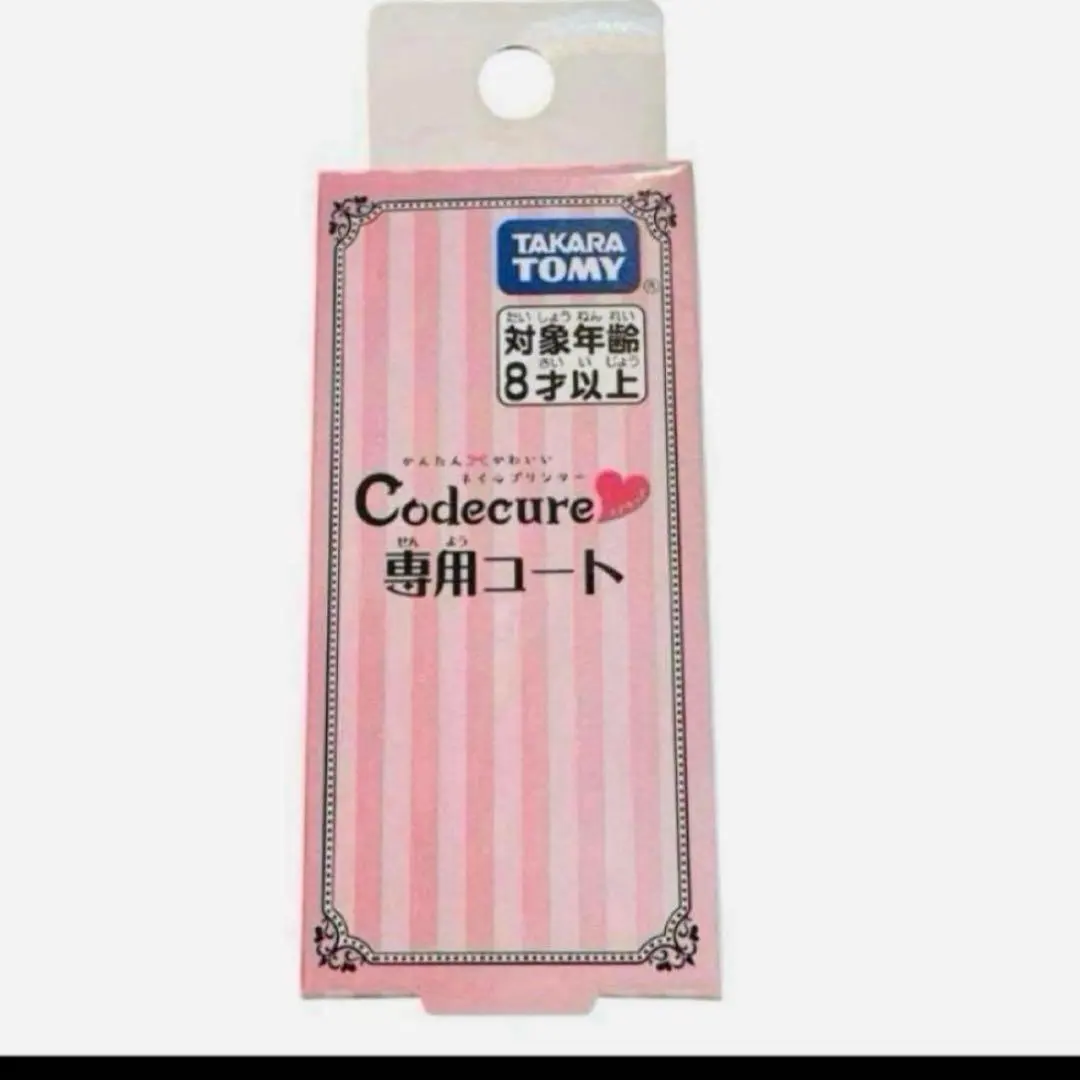 TAKARA
TOMY
たいしょうねんれい
対象年齢
さいいじょう
8才以上
かんたんかわいい
ネイルプリンター
Codecure
せんよう
専用コート